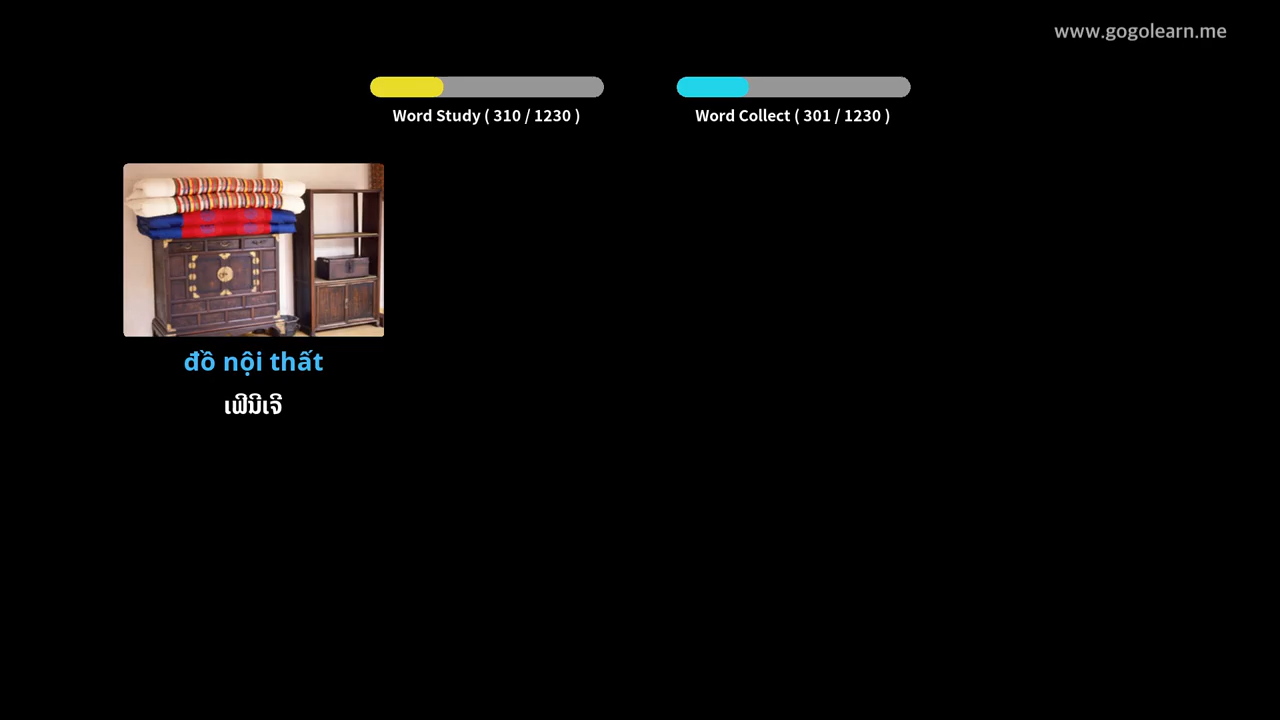 www.gogolearn.me
Word Study ( 310 / 1230 )
Word Collect ( 301 / 1230 )
đồ nội thất
ເຟີນີເຈີ